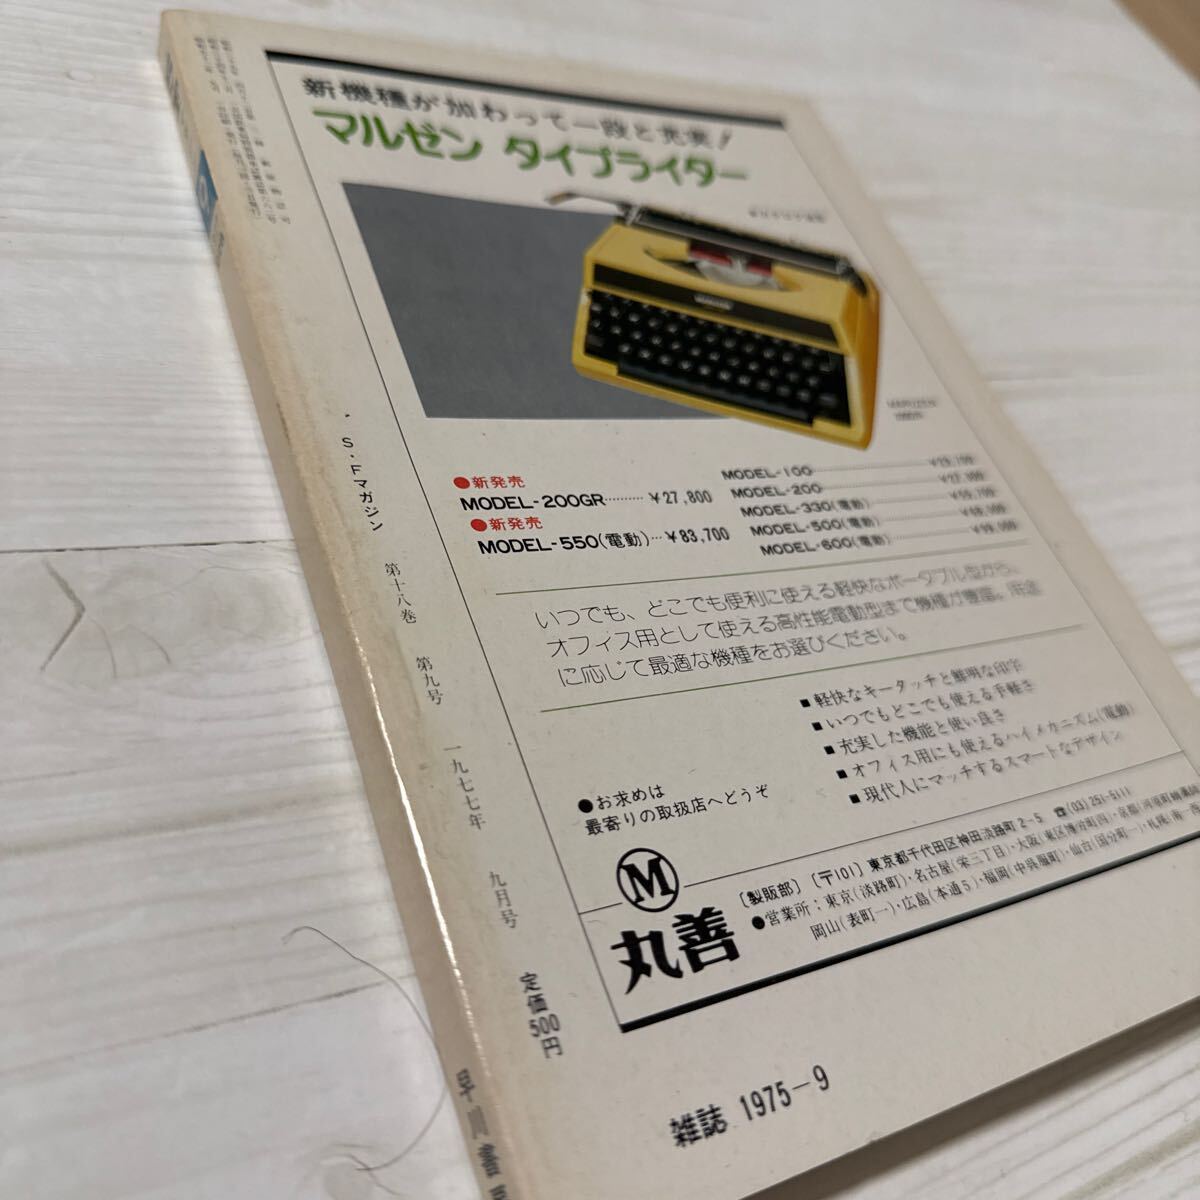 新機種が加わって一段と充実!
マルゼン タイプライター
●新発売
MODEL-200GR……… ￥27,800
●新発売
MODEL-550(電動)…￥83,700
MODEL-100
MODEL-200
MODEL-330(電動)
MODEL-500(電動)
MODEL-600(電動)
いつでも、どこでも便利に使える軽快なポータブル型から、
オフィス用として使える高性能電動型まで機種が豊富。用途
に応じて最適な機種をお選びください。
■軽快なキータッチと鮮明な印字
■いつでもどこでも使える手軽さ
■充実した機能と使い良さ
■オフィス用にも使えるハイメカニズム(電動)
■現代人にマッチするスマートなデザイン
●お求めは
最寄りの取扱店へどうぞ
M
丸善
〔製販部〕〔〒101〕東京都千代田区神田淡路町2-5 ☎(03)251-5111
●営業所：東京(淡路町)・名古屋(栄三丁目)・大阪(東区博労町四)・京都
岡山(表町一)・広島(本通5)・福岡(中呉服町)・仙台(国分町一)・札幌
S・Fマガジン 第十八巻 第九号 一九七七年 九月号 定価500円
雑誌 1975-9
早川書房